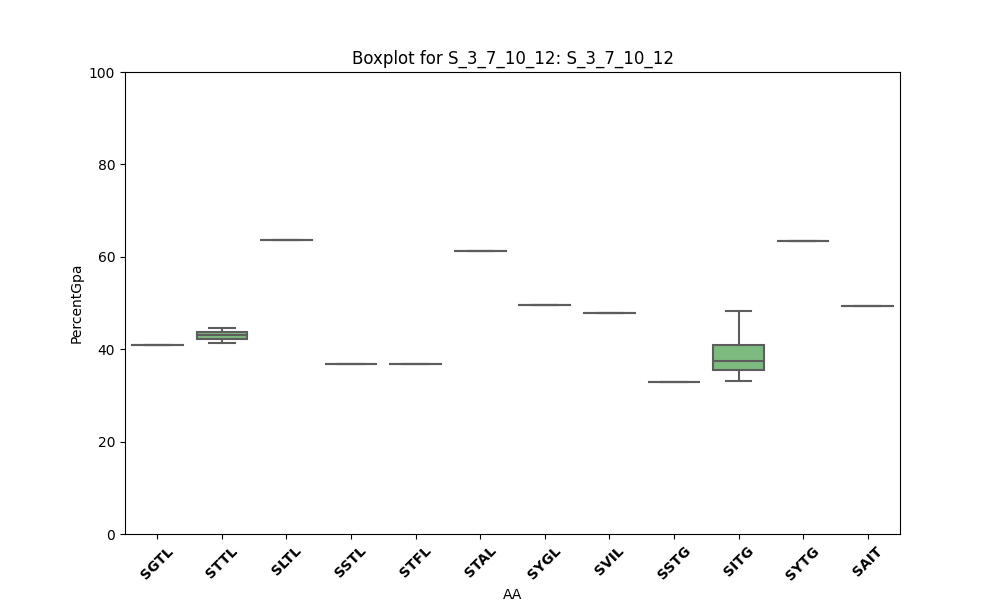 Boxplot for S_3_7_10_12: S_3_7_10_12
100
80
60
40
20
0
PercentGpa
SGTL STTL SLTL SSTL STFL STAL SYGL SVIL SSTG SITG SYTG SAIT
AA